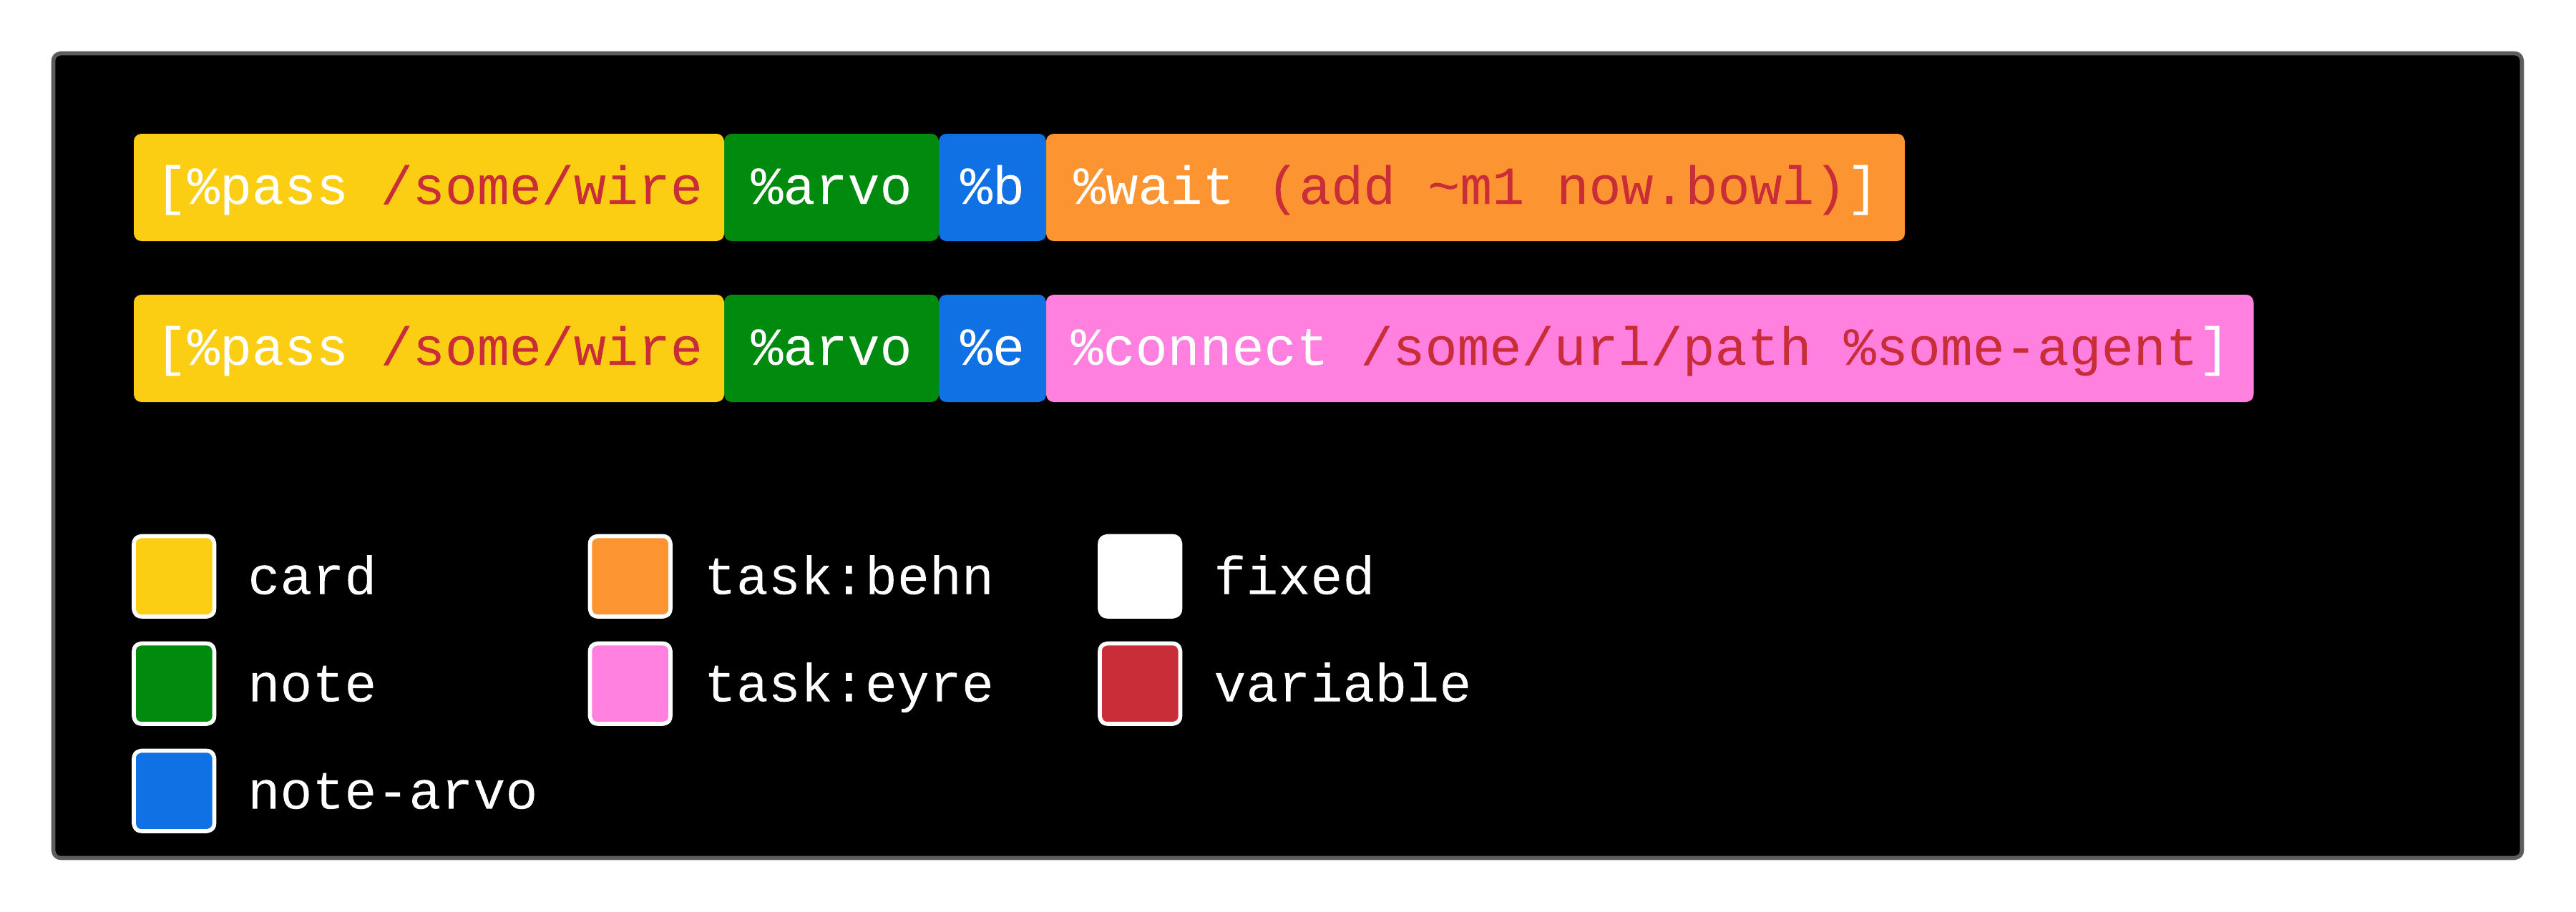 [%pass /some/wire %arvo %b %wait (add ~m1 now.bowl)]
[%pass /some/wire %arvo %e %connect /some/url/path %some-agent]
card task:behn fixed
note task:eyre variable
note-arvo